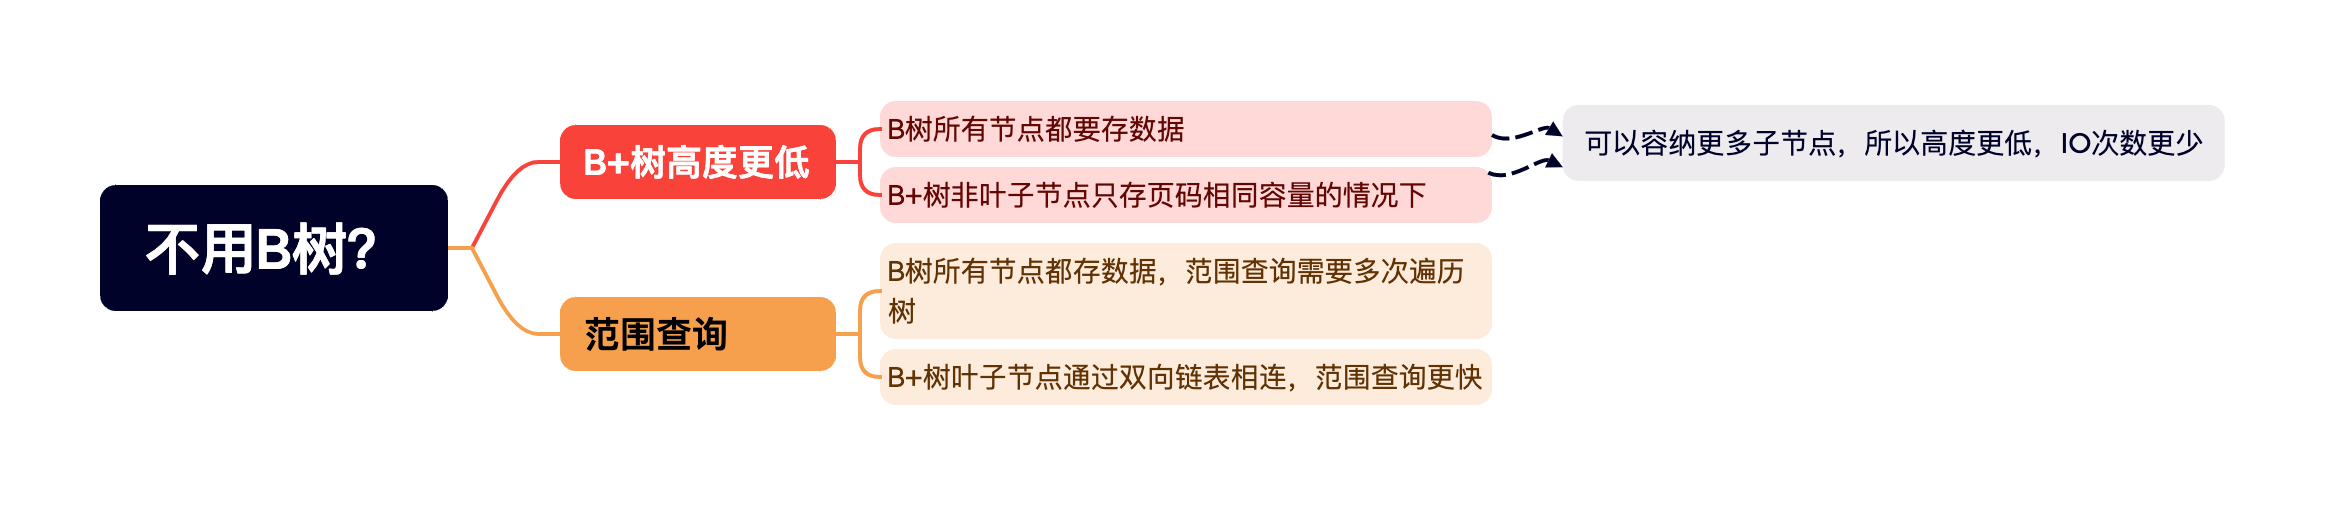 不用B树?
B+树高度更低
B树所有节点都要存数据
B+树非叶子节点只存页码相同容量的情况下
可以容纳更多子节点，所以高度更低，IO次数更少
范围查询
B树所有节点都存数据，范围查询需要多次遍历
树
B+树叶子节点通过双向链表相连，范围查询更快